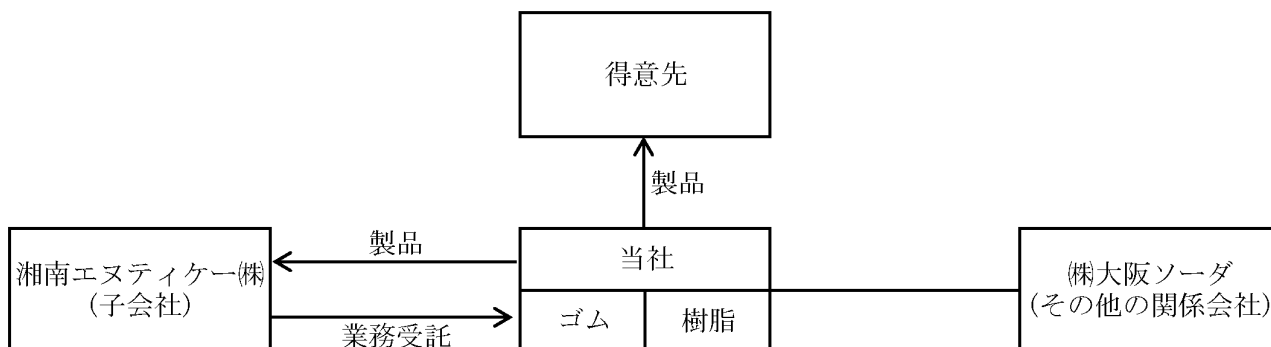 得意先
製品
製品
当社
湘南エヌティケー㈱
(子会社)
㈱大阪ソーダ
(その他の関係会社)
ゴム
樹脂
業務受託